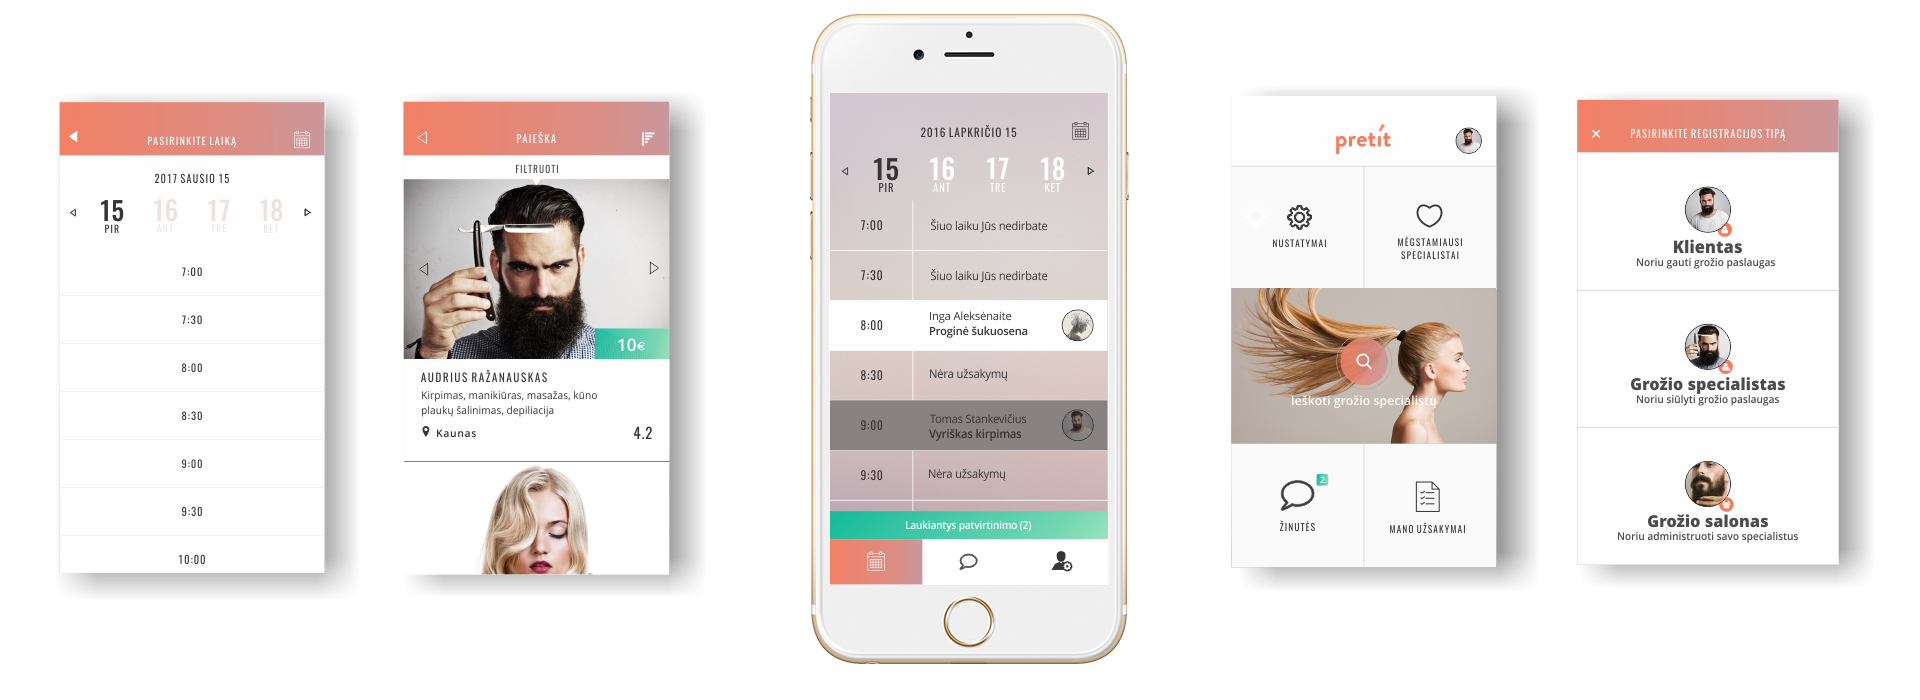 PASIRINKITE LAIKĄ
2017 SAUSIO 15
15 16 17 18
PIR ANT TRE KET
7:00
7:30
8:00
8:30
9:00
9:30
10:00
PAIEŠKA
FILTRUOTI
10€
AUDRIUS RAŽANAUSKAS
Kirpimas, manikiūras, masažas, kūno
plaukų šalinimas, depiliacija
Kaunas 4.2
2016 LAPKRIČIO 15
15 16 17 18
PIR ANT TRE KET
7:00 Šiuo laiku Jūs nedirbate
7:30 Šiuo laiku Jūs nedirbate
8:00 Inga Aleksėnaite
Proginė šukuosena
8:30 Nėra užsakymų
9:00 Tomas Stankevičius
Vyriškas kirpimas
9:30 Nėra užsakymų
Laukiantys patvirtinimo (2)
pretit
NUSTATYMAI
MĖGSTAMIAUSI
SPECIALISTAI
Ieškoti grožio specialistų
2
ŽINUTĖS
MANO UŽSAKYMAI
PASIRINKITE REGISTRACIJOS TIPĄ
Klientas
Noriu gauti grožio paslaugas
Grožio specialistas
Noriu siūlyti grožio paslaugas
Grožio salonas
Noriu administruoti savo specialistus